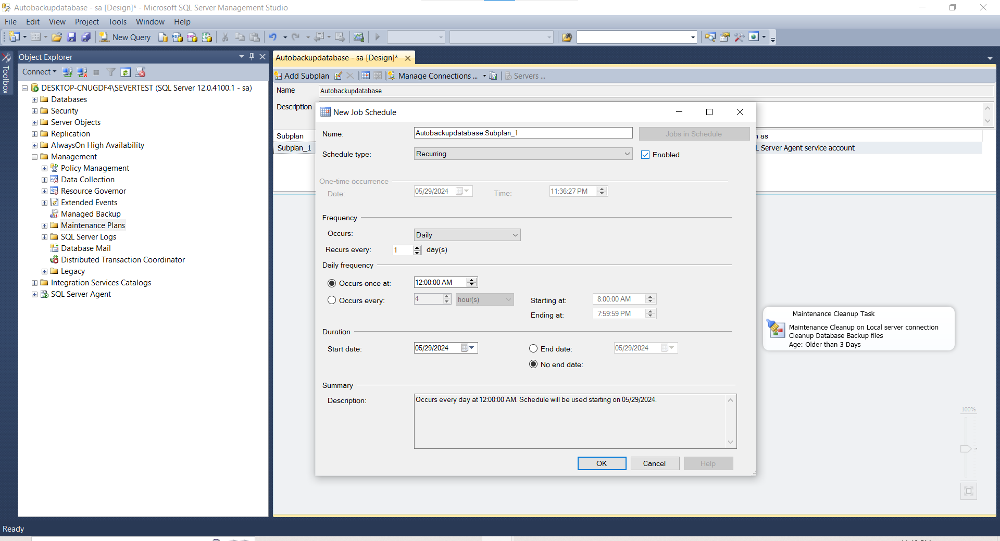 Autobackupdatabase - sa [Design]* - Microsoft SQL Server Management Studio
File Edit View Project Tools Window Help
New Query
Toolbox
Object Explorer
Connect
DESKTOP-CNUGDF4\SEVERTEST (SQL Server 12.0.4100.1 - sa)
Databases
Security
Server Objects
Replication
AlwaysOn High Availability
Management
Policy Management
Data Collection
Resource Governor
Extended Events
Managed Backup
Maintenance Plans
SQL Server Logs
Database Mail
Distributed Transaction Coordinator
Legacy
Integration Services Catalogs
SQL Server Agent
Autobackupdatabase - sa [Design]*
Add Subplan Manage Connections ... Servers ...
Name Autobackupdatabase
Description
Subplan
as
Subplan_1
Server Agent service account
New Job Schedule
Name: Autobackupdatabase.Subplan_1 Jobs in Schedule
Schedule type: Recurring Enabled
One-time occurrence
Date: 05/29/2024 Time: 11:36:27 PM
Frequency
Occurs: Daily
Recurs every: 1 day(s)
Daily frequency
Occurs once at: 12:00:00 AM
Occurs every: 4 hour(s) Starting at: 8:00:00 AM
Ending at: 7:59:59 PM
Duration
Start date: 05/29/2024 End date: 05/29/2024
No end date:
Summary
Description: Occurs every day at 12:00:00 AM. Schedule will be used starting on 05/29/2024.
OK Cancel Help
Maintenance Cleanup Task
Maintenance Cleanup on Local server connection
Cleanup Database Backup files
Age: Older than 3 Days
100%
Ready